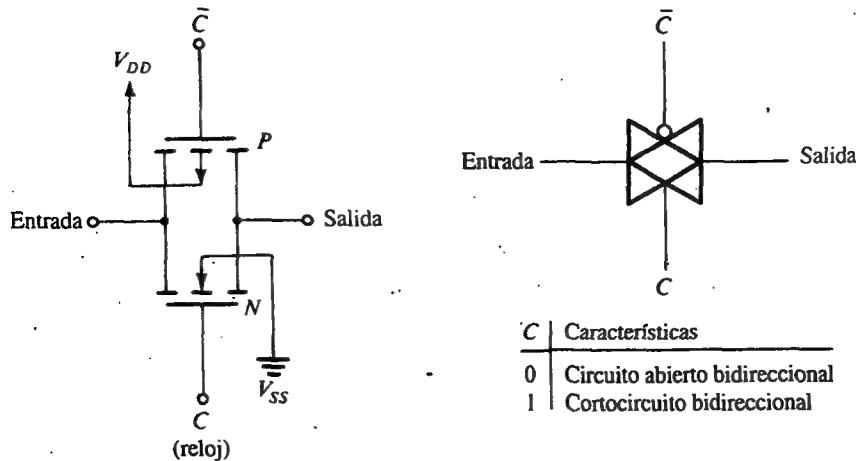 C̄
V_DD
P
Entrada
Salida
N
V_SS
C
(reloj)
C̄
Entrada
Salida
C
C Características
0 Circuito abierto bidireccional
1 Cortocircuito bidireccional